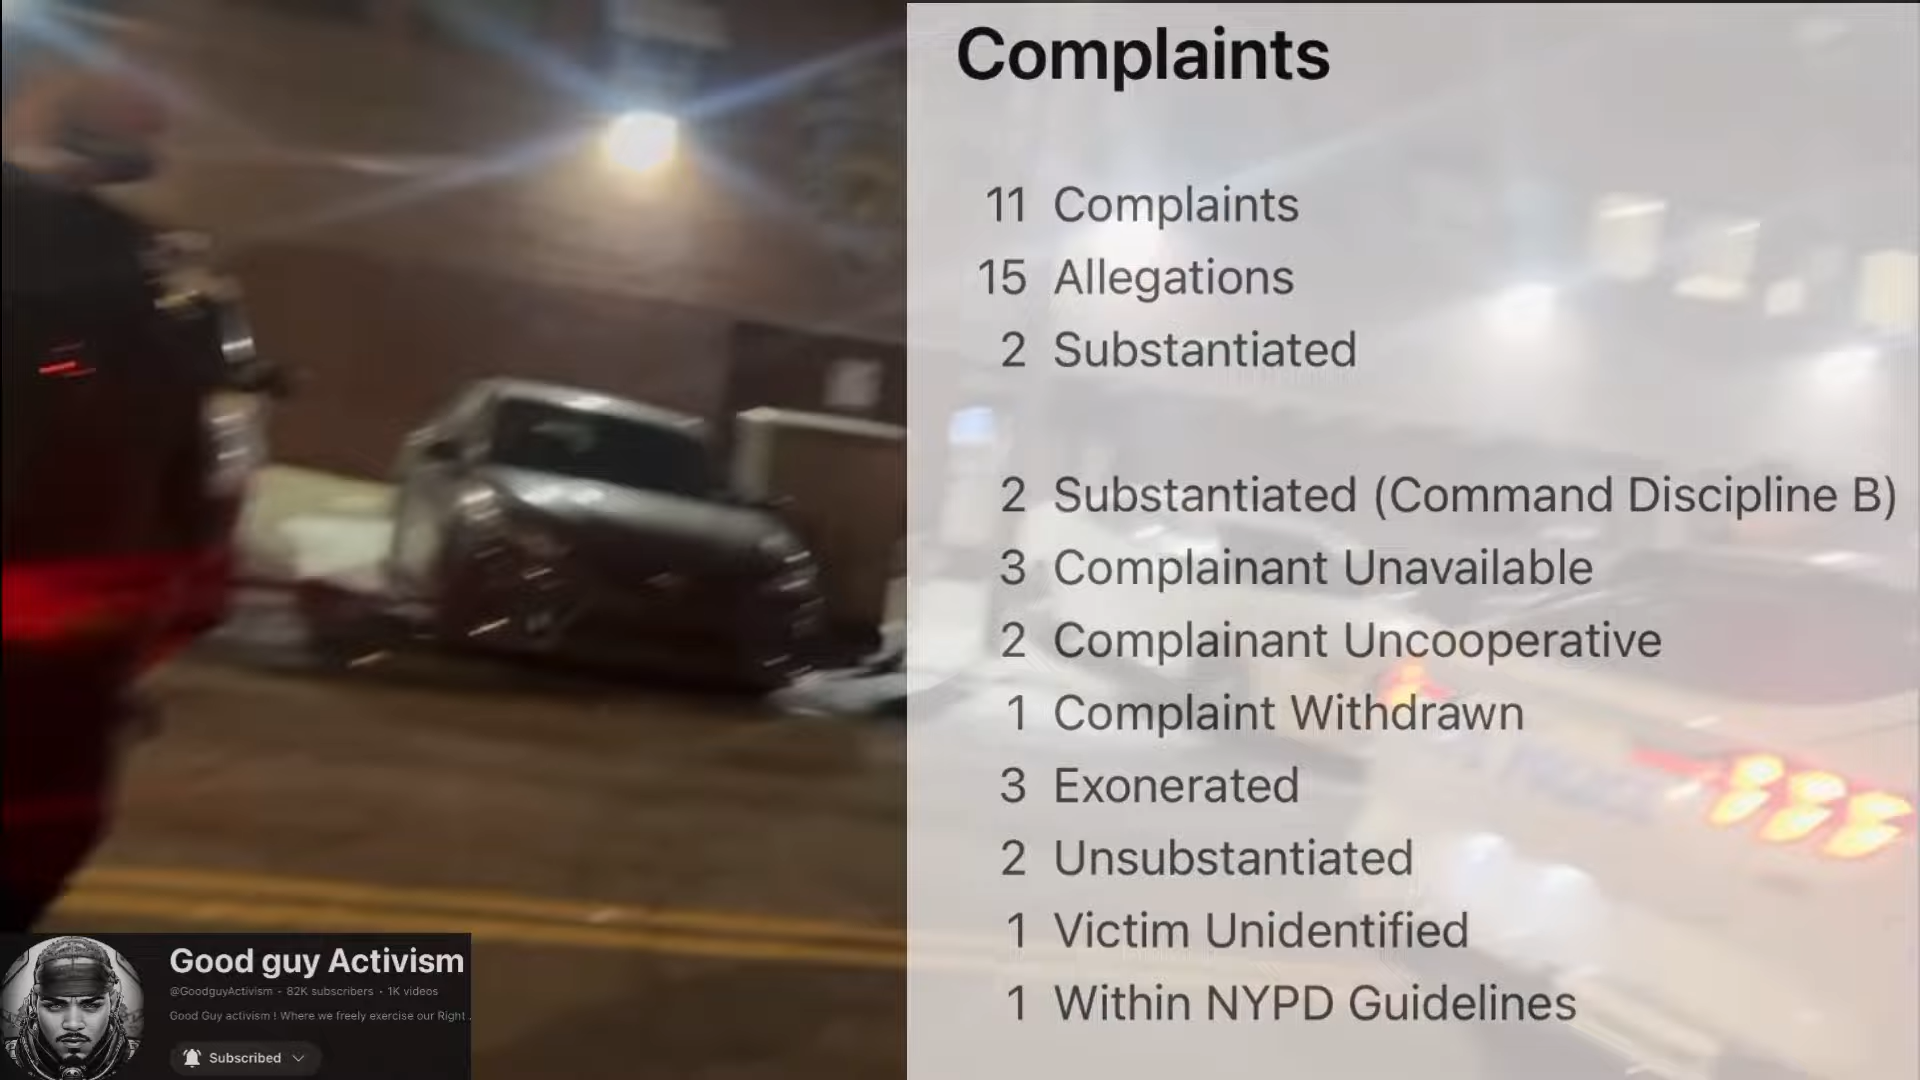 Complaints
11 Complaints
15 Allegations
2 Substantiated
2 Substantiated (Command Discipline B)
3 Complainant Unavailable
2 Complainant Uncooperative
1 Complaint Withdrawn
3 Exonerated
2 Unsubstantiated
1 Victim Unidentified
1 Within NYPD Guidelines
Good guy Activism
@GoodguyActivism • 82K subscribers • 1K videos
Good Guy activism ! Where we freely exercise our Right .
Subscribed